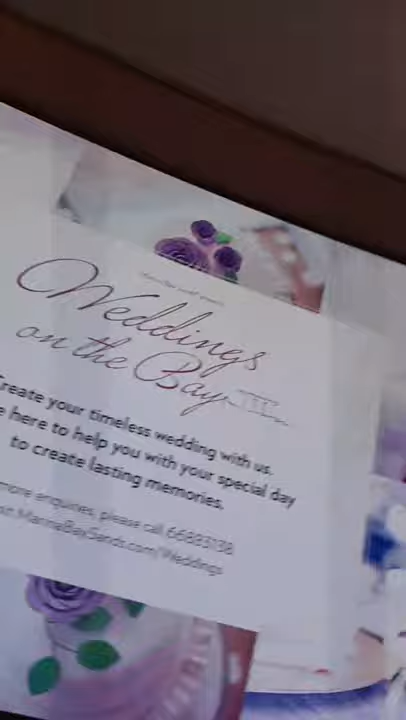 Weddings
on the Bay
reate your timeless wedding with us.
e here to help you with your special day
to create lasting memories.
more enquiries, please call 66883138
sit MarinaBaySands.com/Weddings